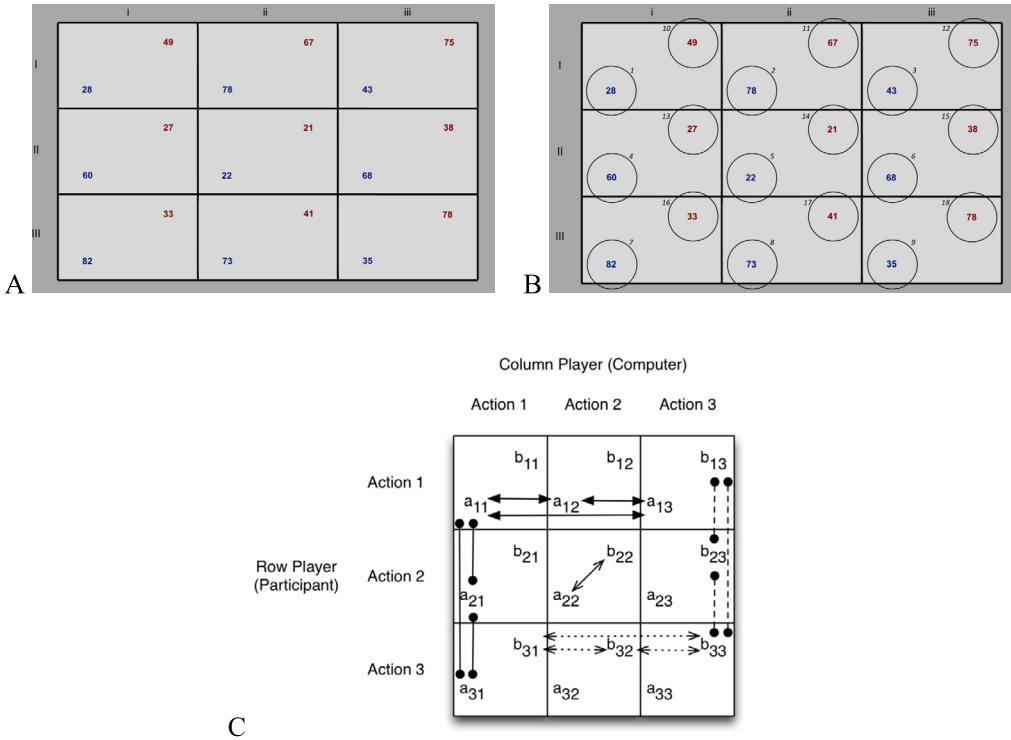 i ii iii
49 67 75
I
28 78 43
27 21 38
II
60 22 68
33 41 78
III
82 73 35
A
i ii iii
10 49 11 67 12 75
I
28 1 78 2 43 3
13 27 14 21 15 38
II
60 4 22 5 68 6
16 33 17 41 18 78
III
82 7 73 8 35 9
B
Column Player (Computer)
Action 1 Action 2 Action 3
b11 b12 b13
Action 1
a11 a12 a13
b21 b22 b23
Row Player
(Participant)
Action 2
a21 a22 a23
b31 b32 b33
Action 3
a31 a32 a33
C